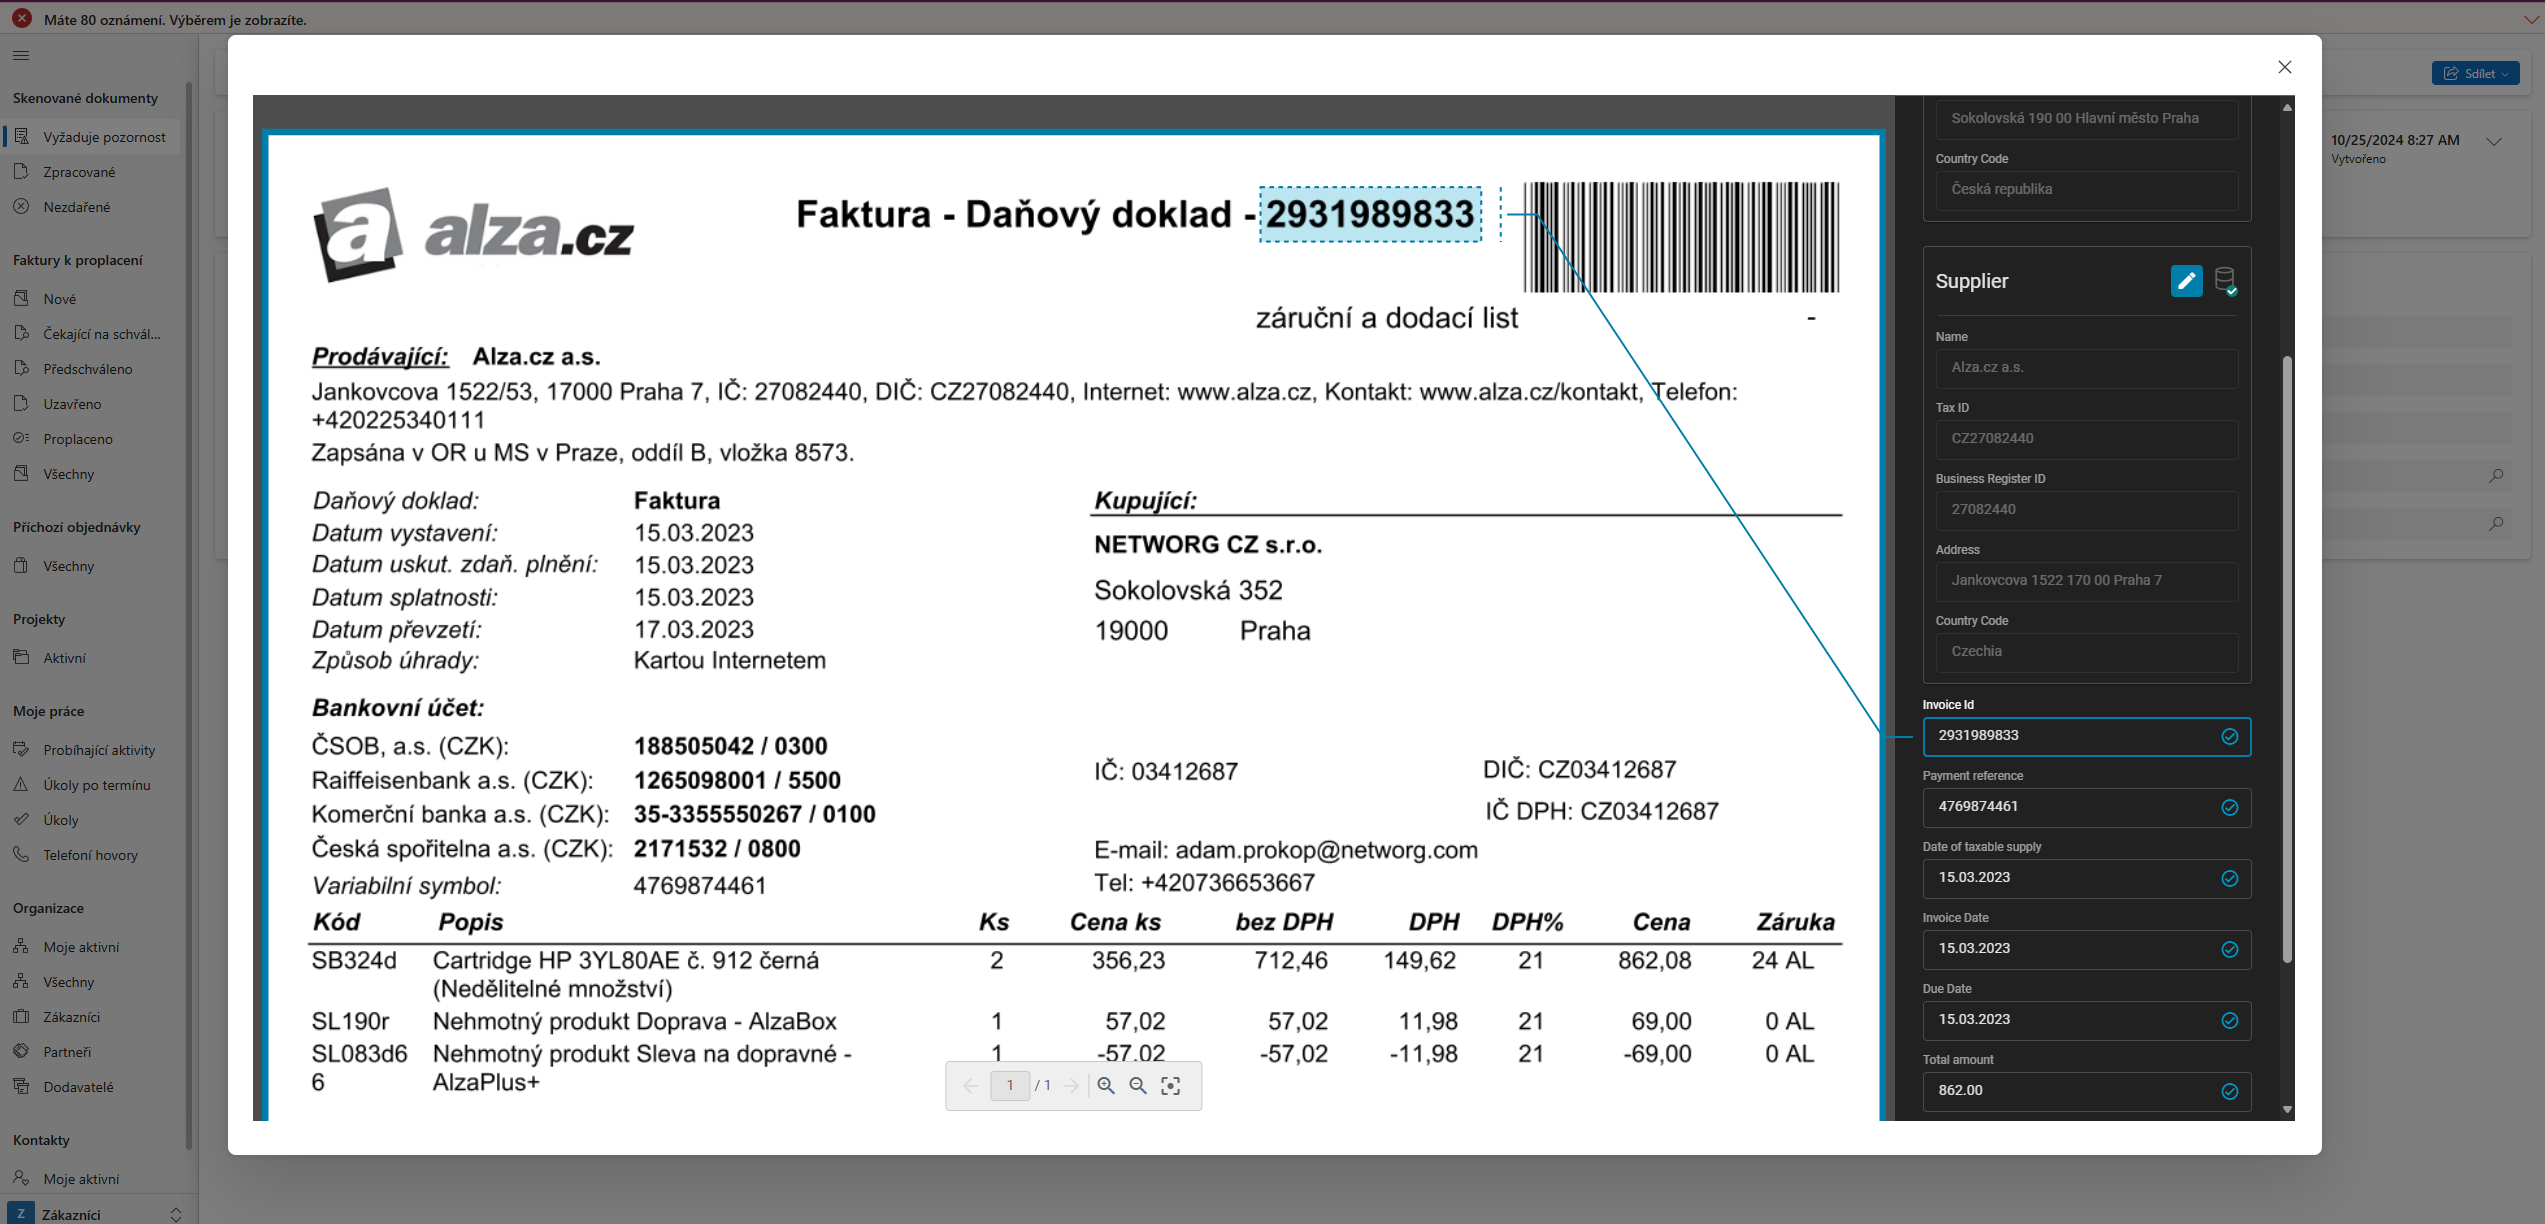 Máte 80 oznámení. Výběrem je zobrazíte.
Skenované dokumenty
Vyžaduje pozornost
Zpracované
Nezdařené
Faktury k proplacení
Nové
Čekající na schvál...
Předschváleno
Uzavřeno
Proplaceno
Všechny
Příchozí objednávky
Všechny
Projekty
Aktivní
Moje práce
Probíhající aktivity
Úkoly po termínu
Úkoly
Telefoní hovory
Organizace
Moje aktivní
Všechny
Zákazníci
Partneři
Dodavatelé
Kontakty
Moje aktivní
Z Zákazníci
Sdílet
10/25/2024 8:27 AM
Vytvořeno
a alza.cz
Faktura - Daňový doklad - 2931989833
záruční a dodací list -
Prodávající: Alza.cz a.s.
Jankovcova 1522/53, 17000 Praha 7, IČ: 27082440, DIČ: CZ27082440, Internet: www.alza.cz, Kontakt: www.alza.cz/kontakt, Telefon:
+420225340111
Zapsána v OR u MS v Praze, oddíl B, vložka 8573.
Daňový doklad: Faktura
Datum vystavení: 15.03.2023
Datum uskut. zdaň. plnění: 15.03.2023
Datum splatnosti: 15.03.2023
Datum převzetí: 17.03.2023
Způsob úhrady: Kartou Internetem
Kupující:
NETWORG CZ s.r.o.
Sokolovská 352
19000 Praha
Bankovní účet:
ČSOB, a.s. (CZK): 188505042 / 0300
Raiffeisenbank a.s. (CZK): 1265098001 / 5500
Komerční banka a.s. (CZK): 35-3355550267 / 0100
Česká spořitelna a.s. (CZK): 2171532 / 0800
Variabilní symbol: 4769874461
IČ: 03412687 DIČ: CZ03412687
IČ DPH: CZ03412687
E-mail: adam.prokop@networg.com
Tel: +420736653667
Kód Popis Ks Cena ks bez DPH DPH DPH% Cena Záruka
SB324d Cartridge HP 3YL80AE č. 912 černá 2 356,23 712,46 149,62 21 862,08 24 AL
(Nedělitelné množství)
SL190r Nehmotný produkt Doprava - AlzaBox 1 57,02 57,02 11,98 21 69,00 0 AL
SL083d6 Nehmotný produkt Sleva na dopravné - 1 -57,02 -57,02 -11,98 21 -69,00 0 AL
6 AlzaPlus+
1 / 1
Sokolovská 190 00 Hlavní město Praha
Country Code
Česká republika
Supplier
Name
Alza.cz a.s.
Tax ID
CZ27082440
Business Register ID
27082440
Address
Jankovcova 1522 170 00 Praha 7
Country Code
Czechia
Invoice Id
2931989833
Payment reference
4769874461
Date of taxable supply
15.03.2023
Invoice Date
15.03.2023
Due Date
15.03.2023
Total amount
862.00